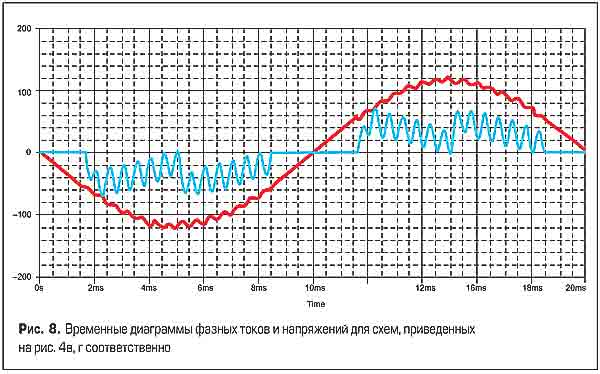 200
100
0
−100
−200
0s
2ms
4ms
6ms
8ms
10ms
12ms
14ms
16ms
18ms
20ms
Time
Рис. 8. Временные диаграммы фазных токов и напряжений для схем, приведенных
на рис. 4в, г соответственно